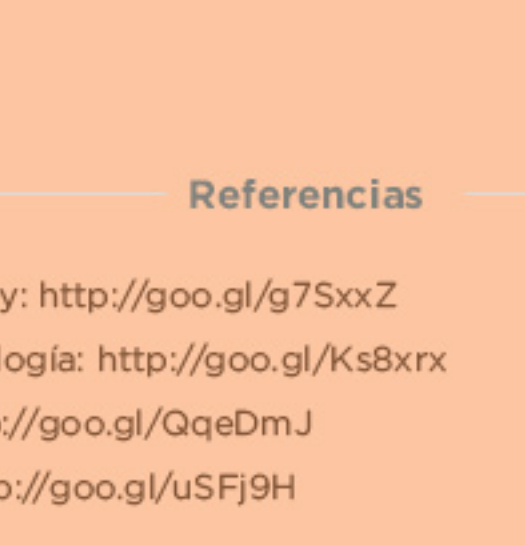 Referencias
y: http://goo.gl/g7SxxZ
logía: http://goo.gl/Ks8xrx
://goo.gl/QqeDmJ
p://goo.gl/uSFj9H